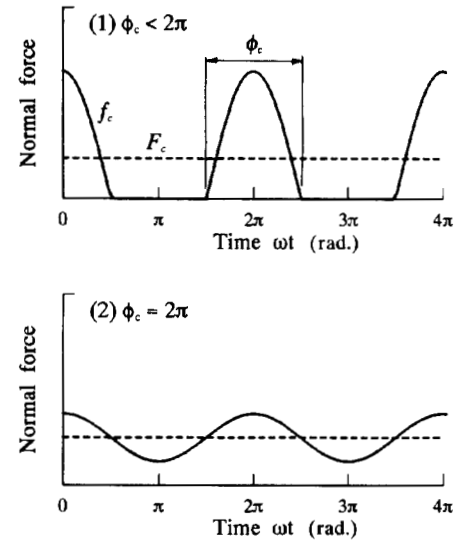 (1) ϕc < 2π
ϕc
fc
Fc
Normal force
0 π 2π 3π 4π
Time ωt (rad.)
(2) ϕc = 2π
Normal force
0 π 2π 3π 4π
Time ωt (rad.)